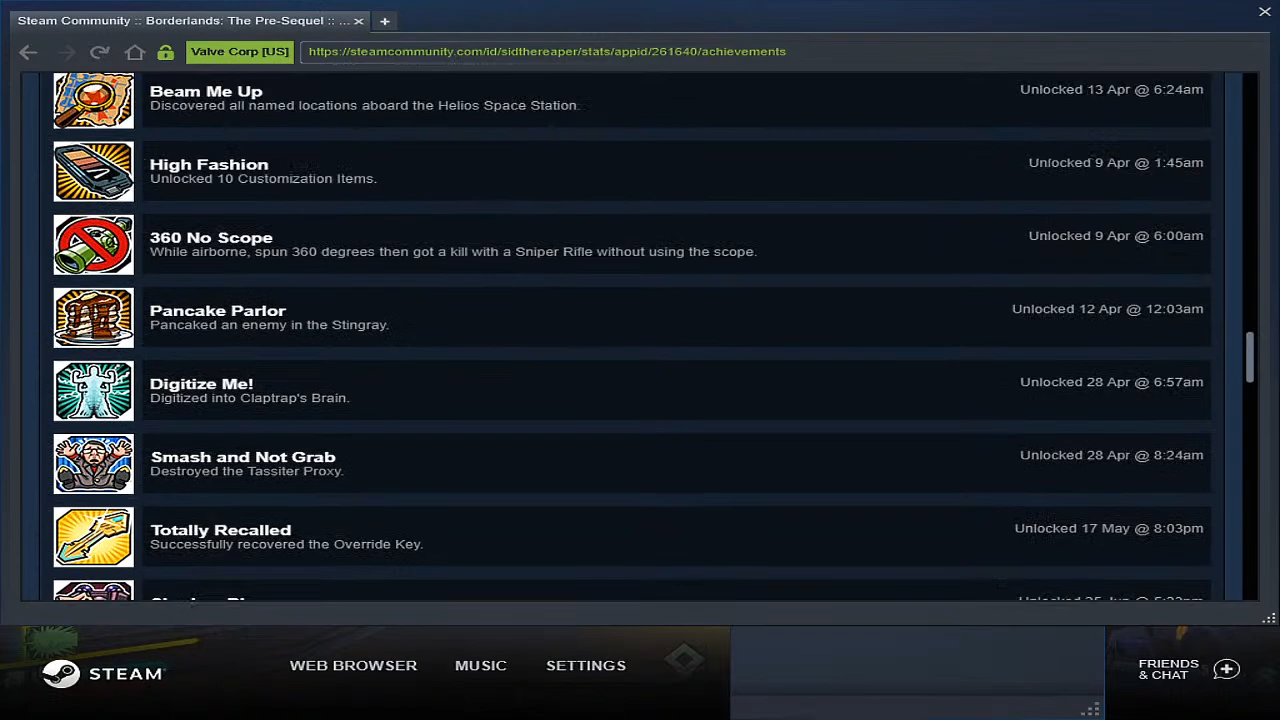 Steam Community :: Borderlands: The Pre-Sequel :: ...
Valve Corp [US]
https://steamcommunity.com/id/sidthereaper/stats/appid/261640/achievements
Beam Me Up
Unlocked 13 Apr @ 6:24am
Discovered all named locations aboard the Helios Space Station.
High Fashion
Unlocked 9 Apr @ 1:45am
Unlocked 10 Customization Items.
360 No Scope
Unlocked 9 Apr @ 6:00am
While airborne, spun 360 degrees then got a kill with a Sniper Rifle without using the scope.
Pancake Parlor
Unlocked 12 Apr @ 12:03am
Pancaked an enemy in the Stingray.
Digitize Me!
Unlocked 28 Apr @ 6:57am
Digitized into Claptrap's Brain.
Smash and Not Grab
Unlocked 28 Apr @ 8:24am
Destroyed the Tassiter Proxy.
Totally Recalled
Unlocked 17 May @ 8:03pm
Successfully recovered the Override Key.
STEAM
WEB BROWSER
MUSIC
SETTINGS
FRIENDS
& CHAT